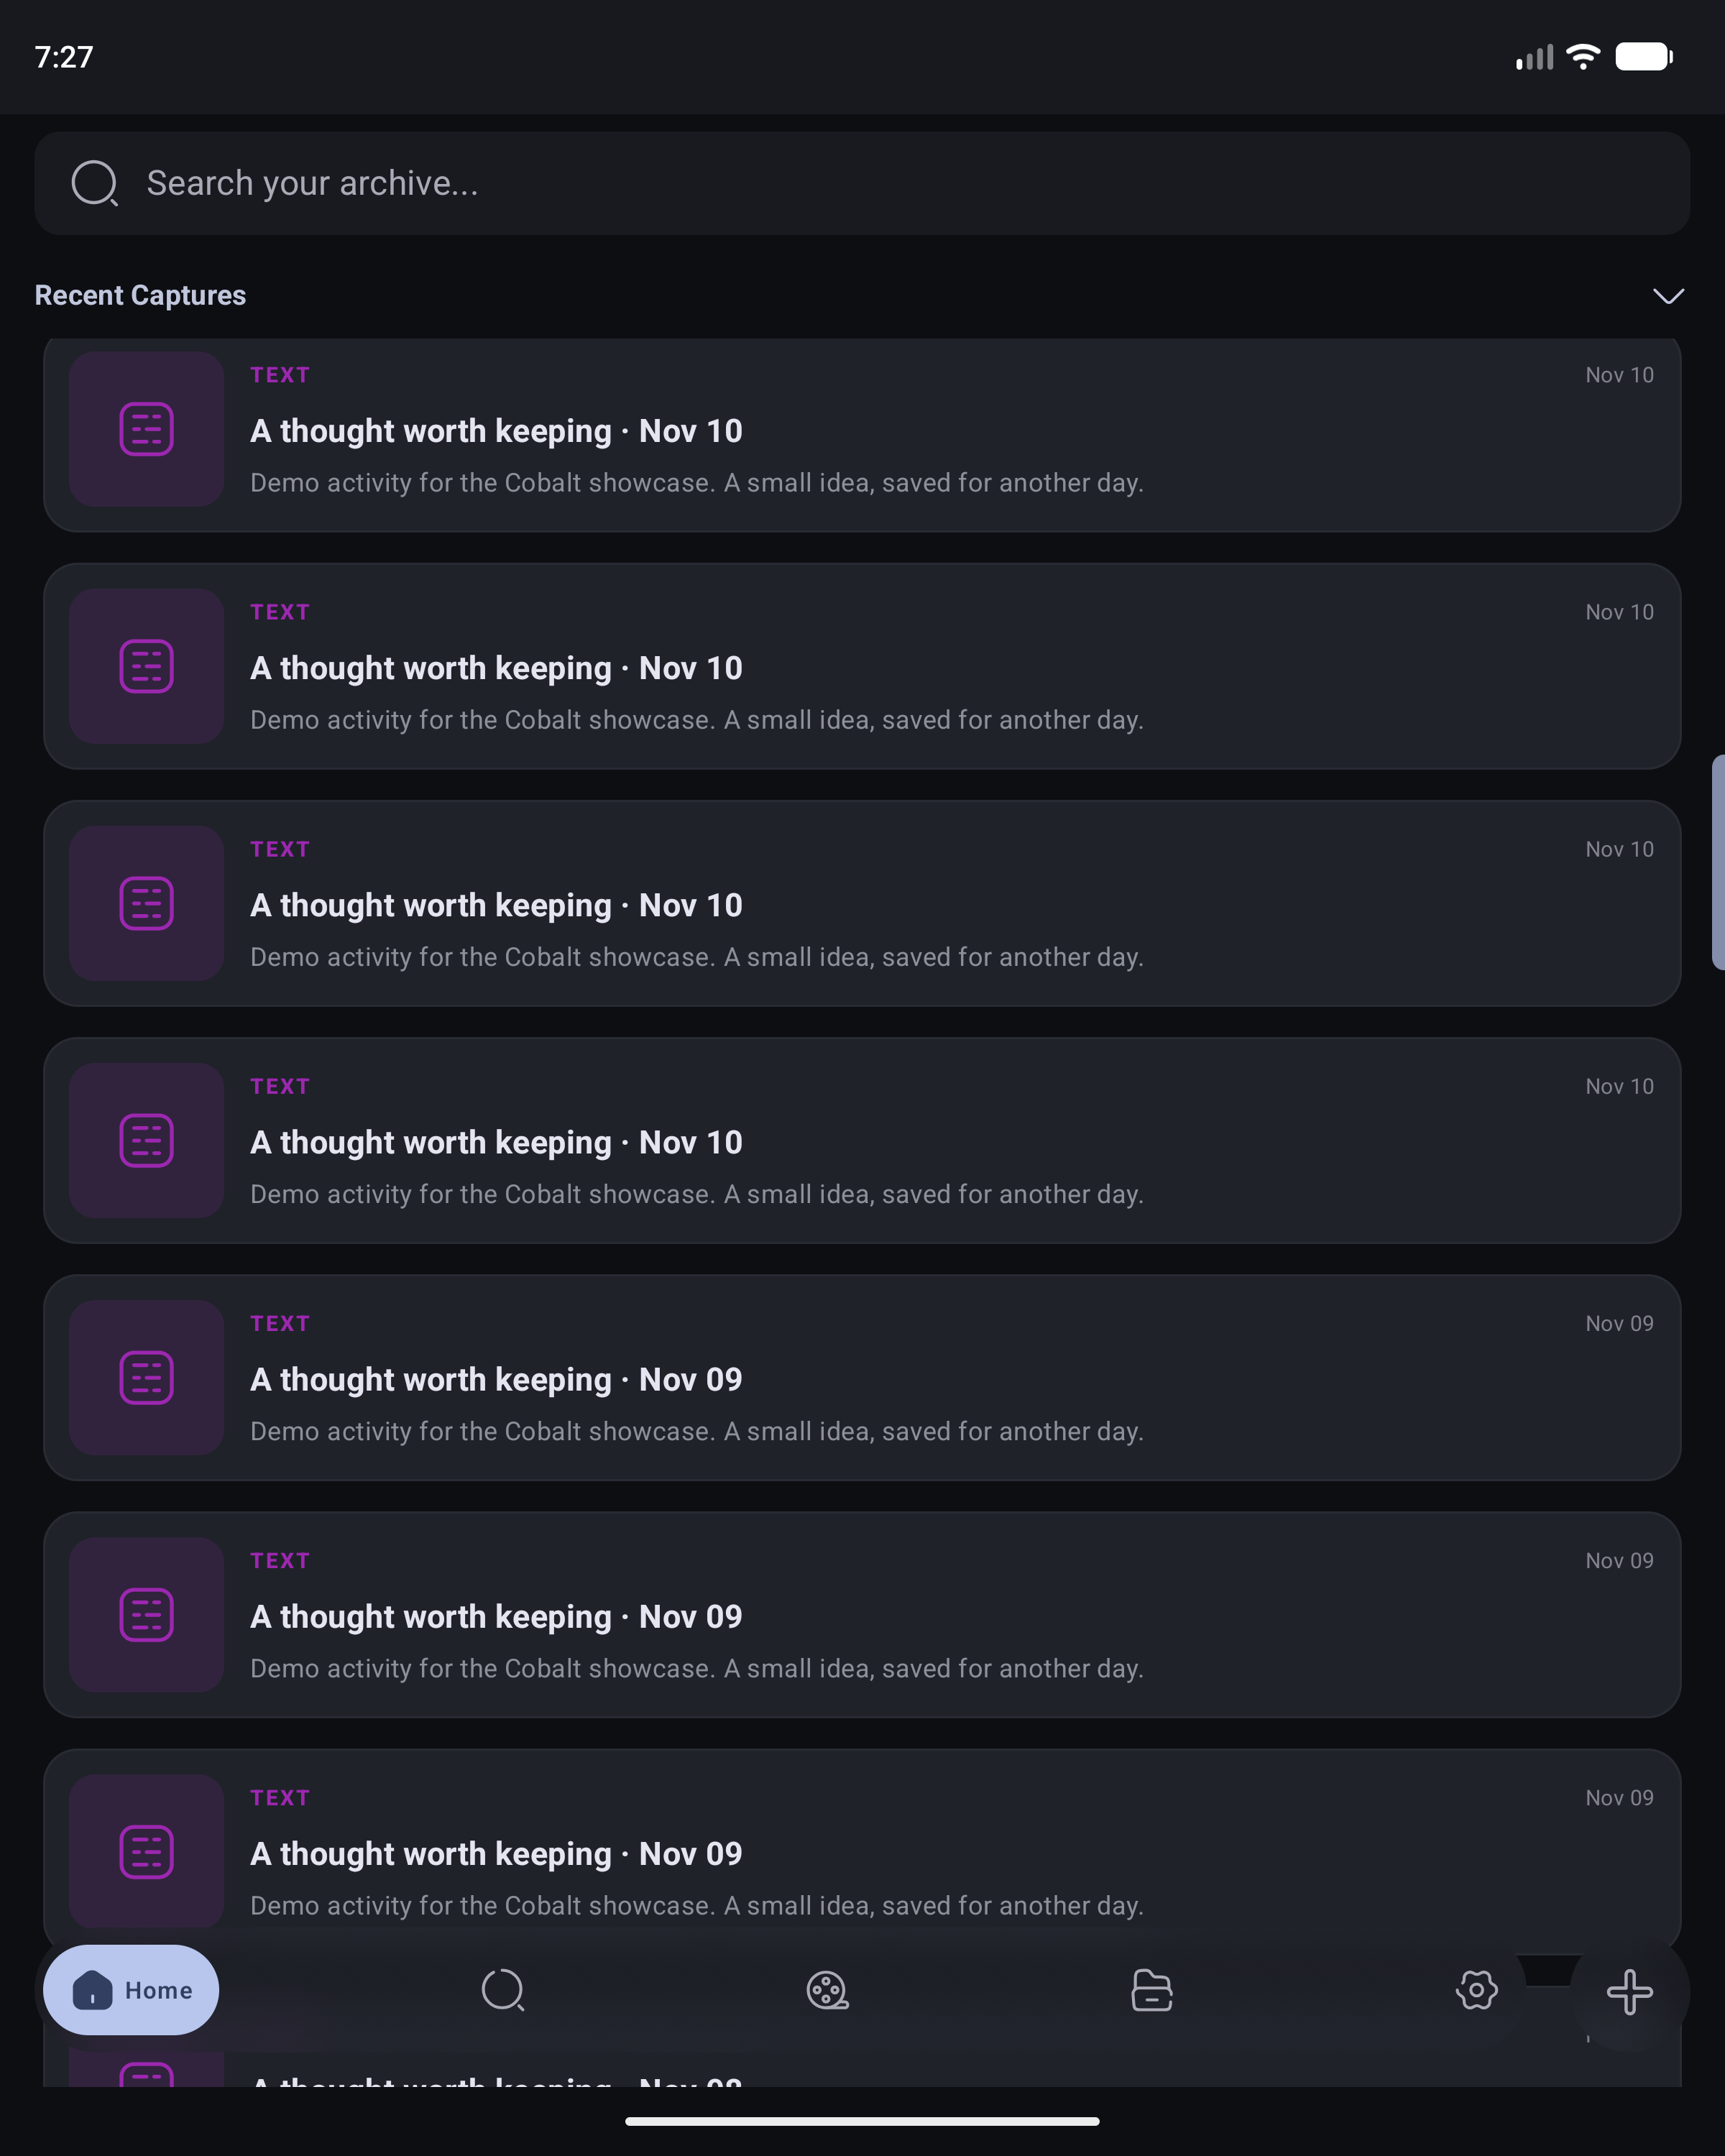 7:27
Search your archive...
Recent Captures
TEXT
Nov 10
A thought worth keeping · Nov 10
Demo activity for the Cobalt showcase. A small idea, saved for another day.
TEXT
Nov 10
A thought worth keeping · Nov 10
Demo activity for the Cobalt showcase. A small idea, saved for another day.
TEXT
Nov 10
A thought worth keeping · Nov 10
Demo activity for the Cobalt showcase. A small idea, saved for another day.
TEXT
Nov 10
A thought worth keeping · Nov 10
Demo activity for the Cobalt showcase. A small idea, saved for another day.
TEXT
Nov 09
A thought worth keeping · Nov 09
Demo activity for the Cobalt showcase. A small idea, saved for another day.
TEXT
Nov 09
A thought worth keeping · Nov 09
Demo activity for the Cobalt showcase. A small idea, saved for another day.
TEXT
Nov 09
A thought worth keeping · Nov 09
Demo activity for the Cobalt showcase. A small idea, saved for another day.
Home
A thought worth keeping · Nov